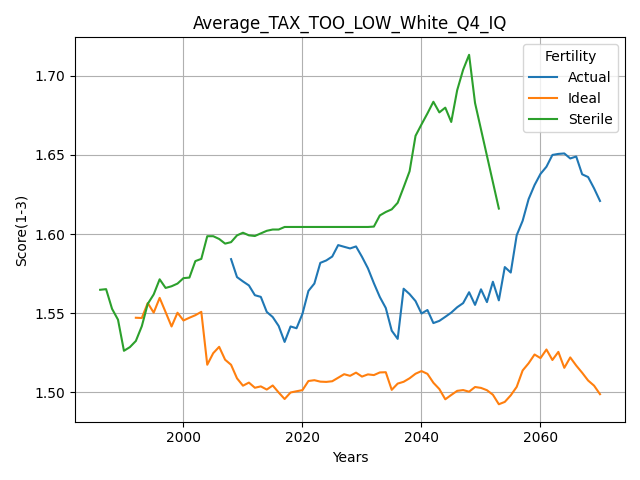 Average_TAX_TOO_LOW_White_Q4_IQ
Score(1-3)
1.70
1.65
1.60
1.55
1.50
2000
2020
2040
2060
Years
Fertility
Actual
Ideal
Sterile